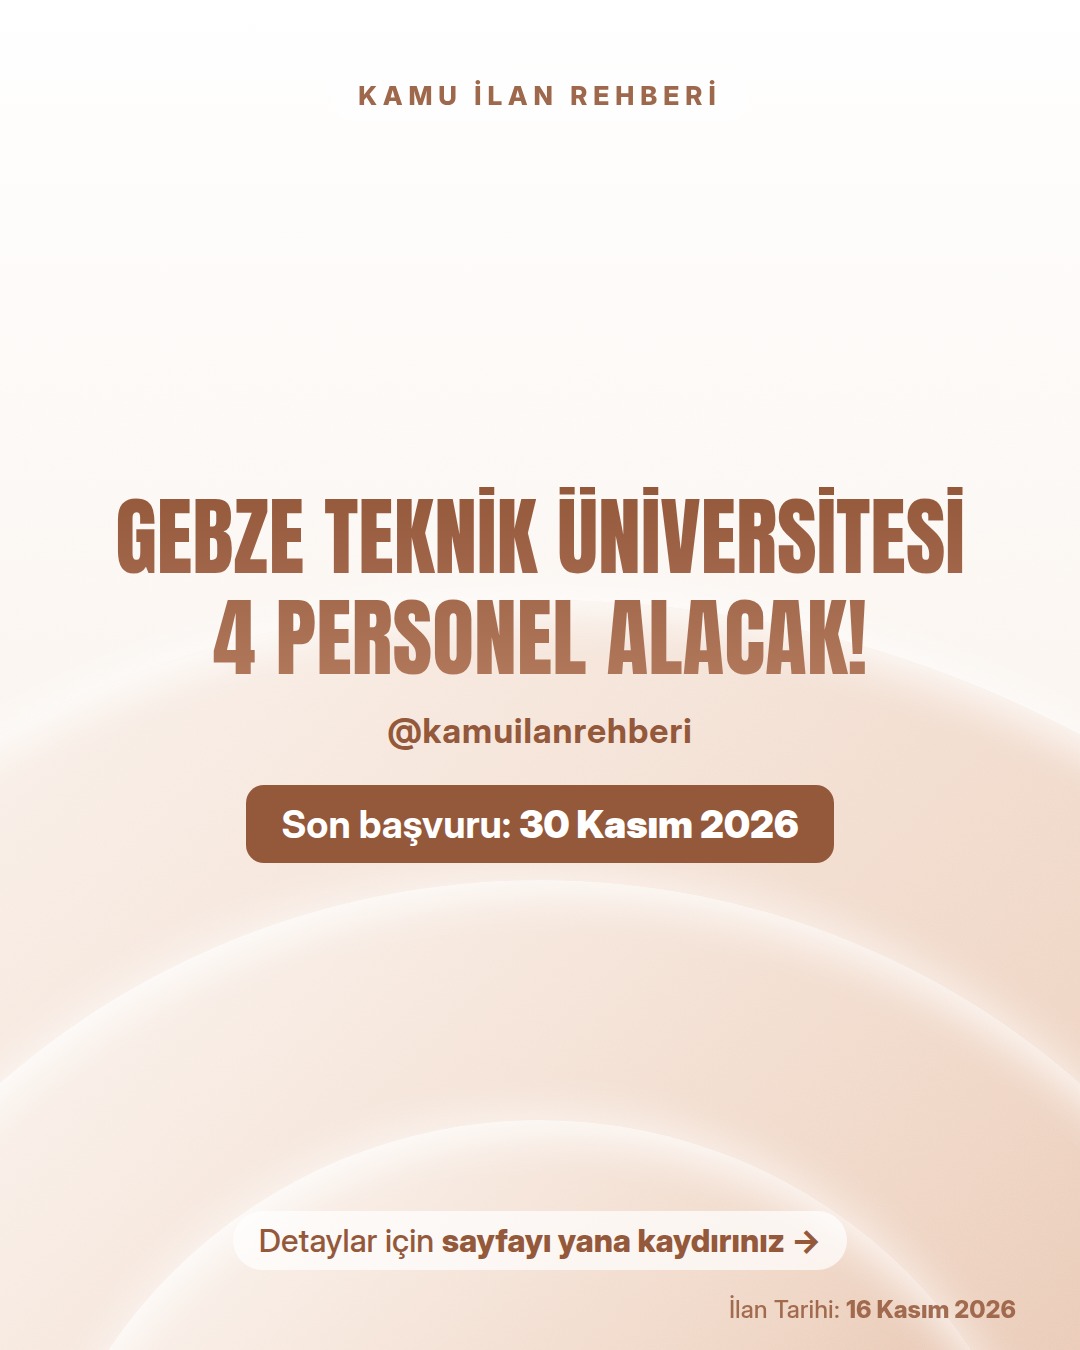 KAMU İLAN REHBERİ
GEBZE TEKNİK ÜNİVERSİTESİ
4 PERSONEL ALACAK!
@kamuilanrehberi
Son başvuru: 30 Kasım 2026
Detaylar için sayfayı yana kaydırınız →
İlan Tarihi: 16 Kasım 2026